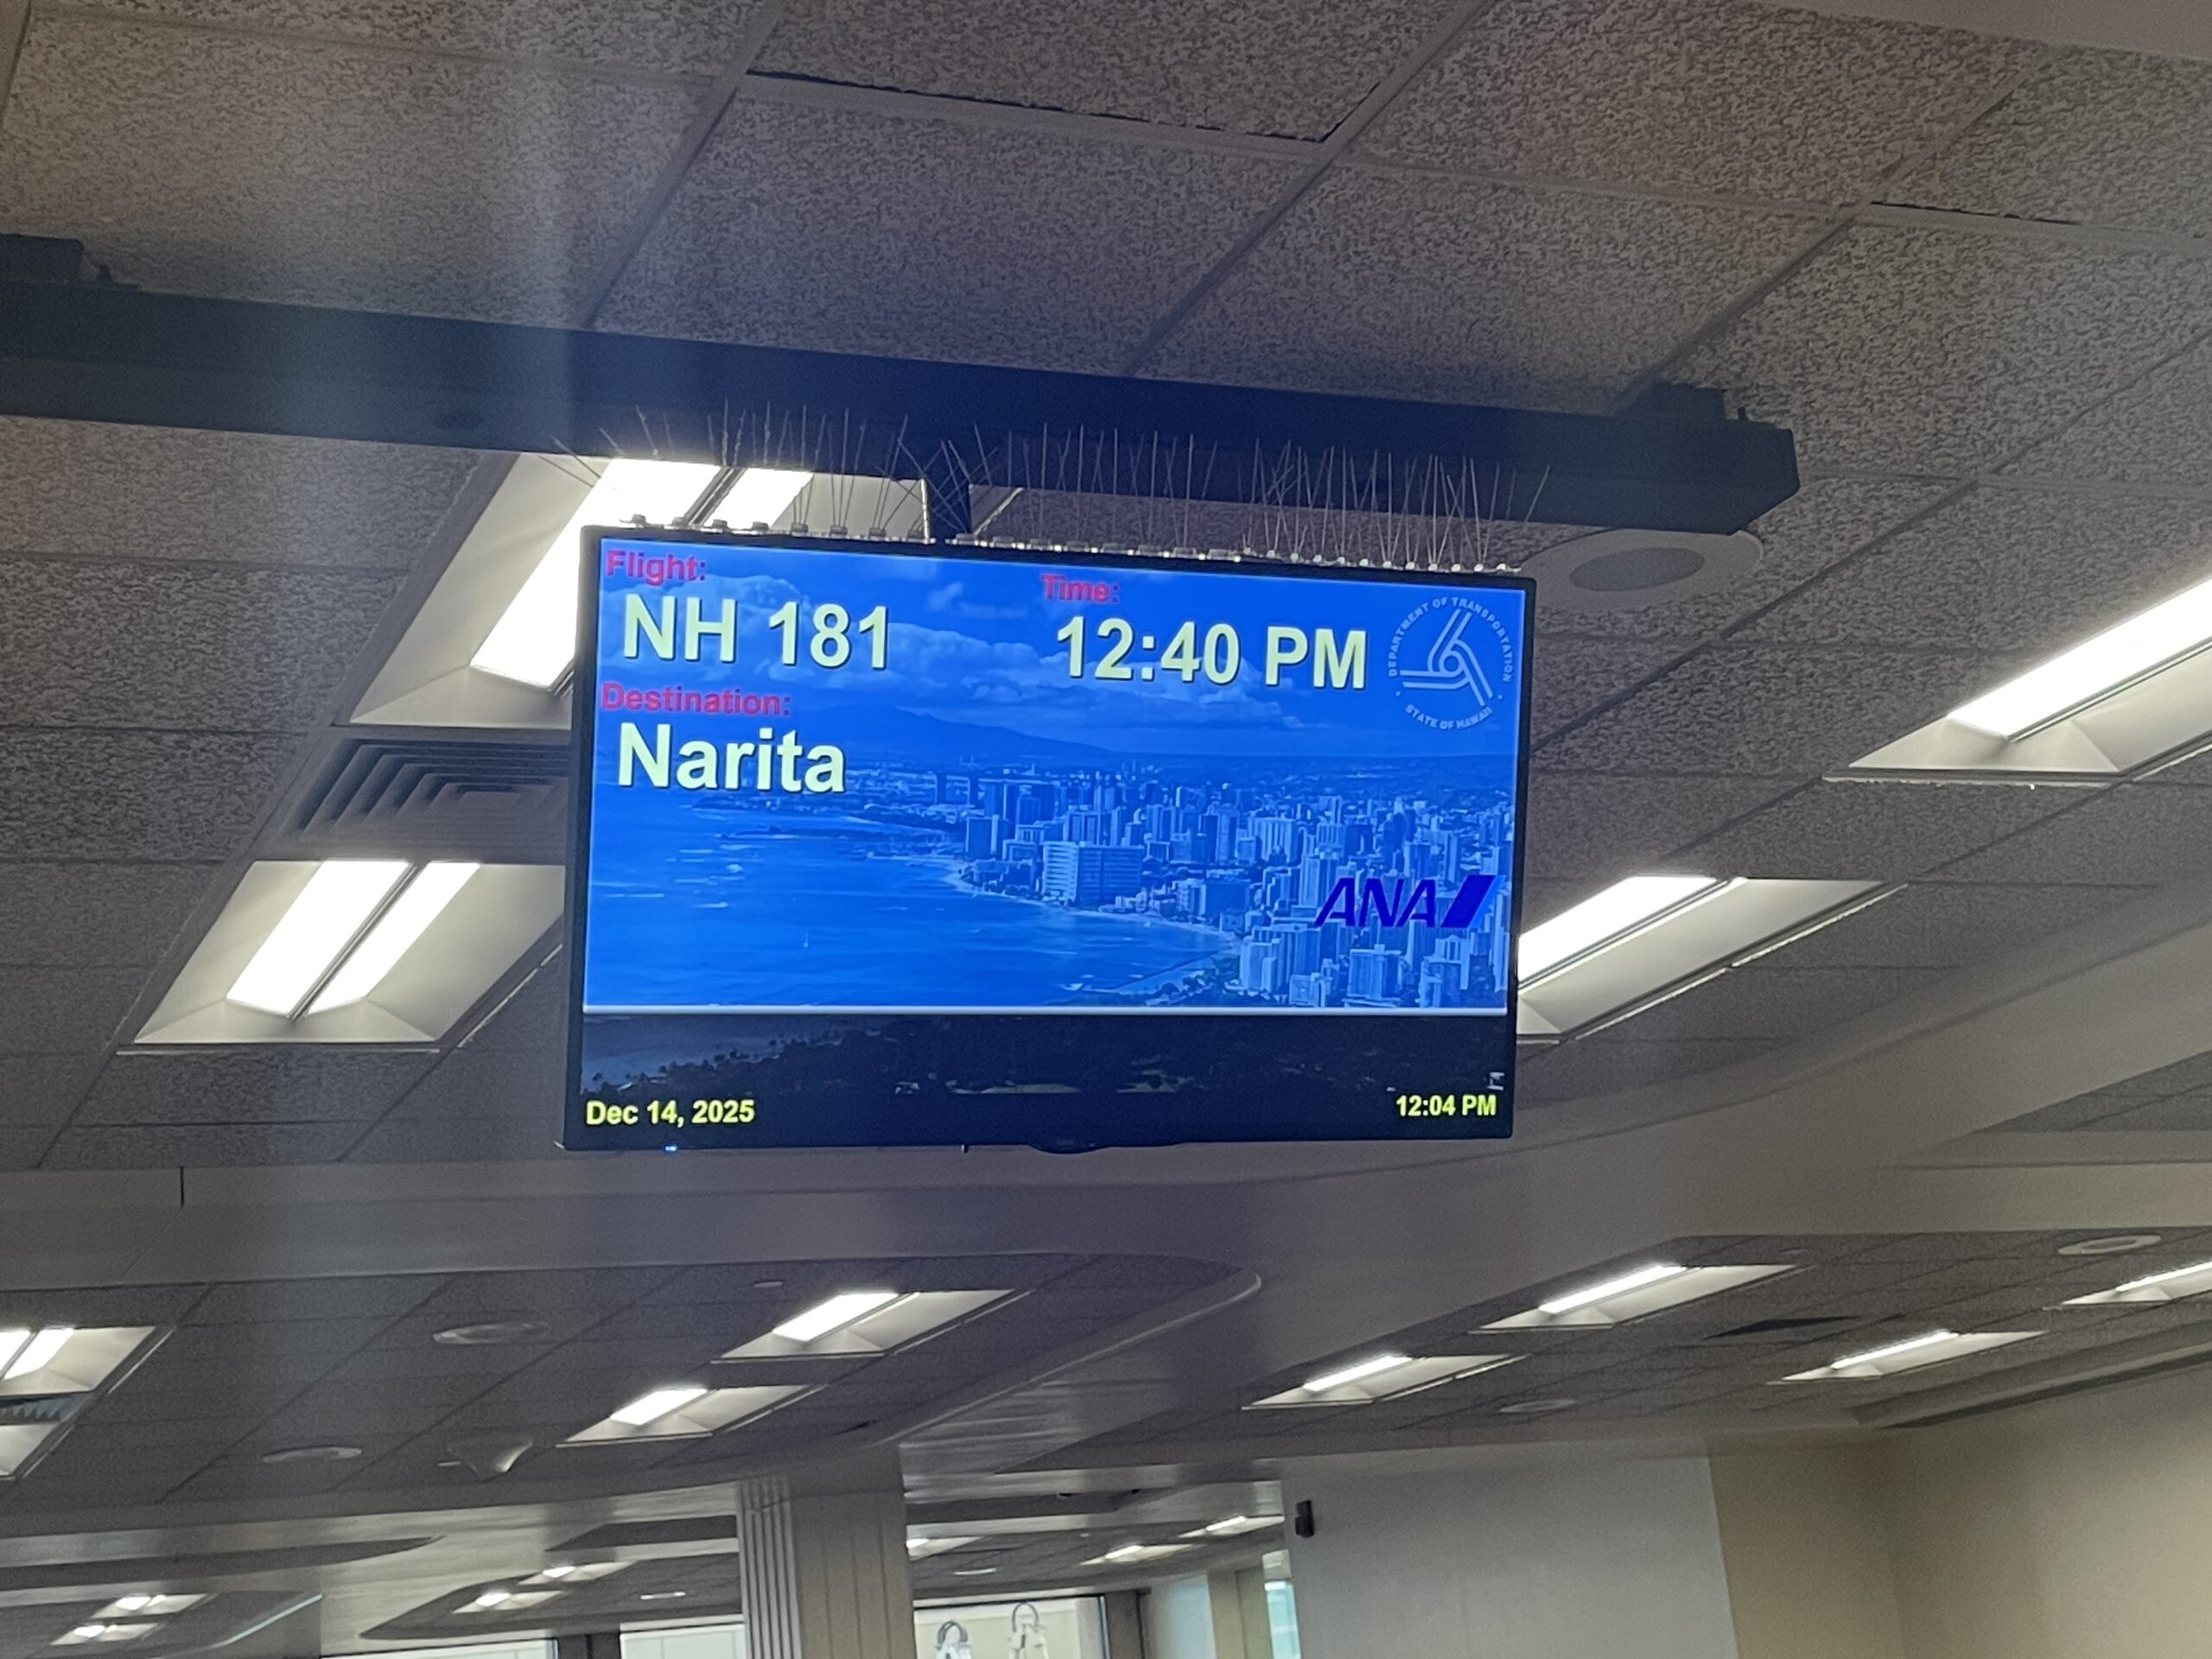 Flight:
NH 181
Time:
12:40 PM
DEPARTMENT OF TRANSPORTATION
STATE OF HAWAII
Destination:
Narita
ANA
Dec 14, 2025
12:04 PM